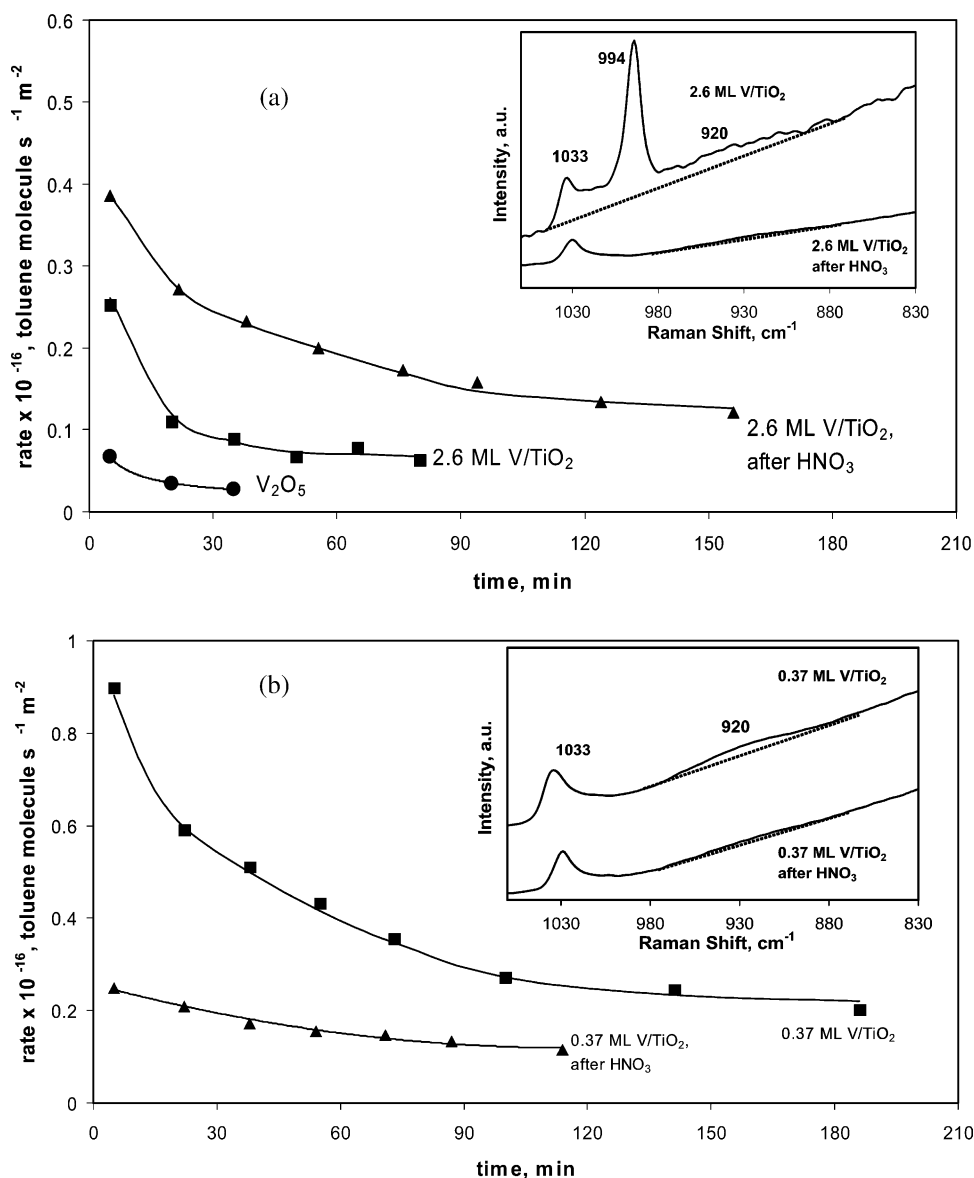 (a)
rate x 10 -16, toluene molecule s -1 m -2
0.6
0.5
0.4
0.3
0.2
0.1
0
0 30 60 90 120 150 180 210
time, min
2.6 ML V/TiO2,
after HNO3
2.6 ML V/TiO2
V2O5
Intensity, a.u.
994
1033
920
2.6 ML V/TiO2
2.6 ML V/TiO2
after HNO3
1030 980 930 880 830
Raman Shift, cm-1
(b)
rate x 10 -16, toluene molecule s -1 m -2
1
0.8
0.6
0.4
0.2
0
0 30 60 90 120 150 180 210
time, min
0.37 ML V/TiO2
0.37 ML V/TiO2,
after HNO3
Intensity, a.u.
0.37 ML V/TiO2
920
1033
0.37 ML V/TiO2
after HNO3
1030 980 930 880 830
Raman Shift, cm-1